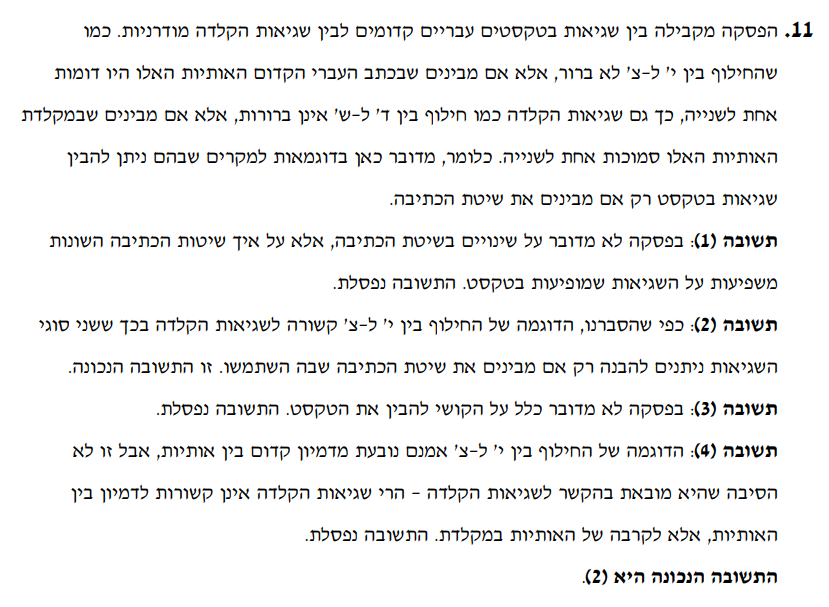 11. הפסקה מקבילה בין שגיאות בטקסטים עבריים קדומים לבין שגיאות הקלדה מודרניות. כמו
שהחילוף בין י' ל-צ' לא ברור, אלא אם מבינים שבכתב העברי הקדום האותיות האלו היו דומות
אחת לשנייה, כך גם שגיאות הקלדה כמו חילוף בין ד' ל-ש' אינן ברורות, אלא אם מבינים שבמקלדת
האותיות האלו סמוכות אחת לשנייה. כלומר, מדובר כאן בדוגמאות למקרים שבהם ניתן להבין
שגיאות בטקסט רק אם מבינים את שיטת הכתיבה.
תשובה (1): בפסקה לא מדובר על שינויים בשיטת הכתיבה, אלא על איך שיטות הכתיבה השונות
משפיעות על השגיאות שמופיעות בטקסט. התשובה נפסלת.
תשובה (2): כפי שהסברנו, הדוגמה של החילוף בין י' ל-צ' קשורה לשגיאות הקלדה בכך ששני סוגי
השגיאות ניתנים להבנה רק אם מבינים את שיטת הכתיבה שבה השתמשו. זו התשובה הנכונה.
תשובה (3): בפסקה לא מדובר כלל על הקושי להבין את הטקסט. התשובה נפסלת.
תשובה (4): הדוגמה של החילוף בין י' ל-צ' אמנם נובעת מדמיון קדום בין אותיות, אבל זו לא
הסיבה שהיא מובאת בהקשר לשגיאות הקלדה – הרי שגיאות הקלדה אינן קשורות לדמיון בין
האותיות, אלא לקרבה של האותיות במקלדת. התשובה נפסלת.
התשובה הנכונה היא (2).